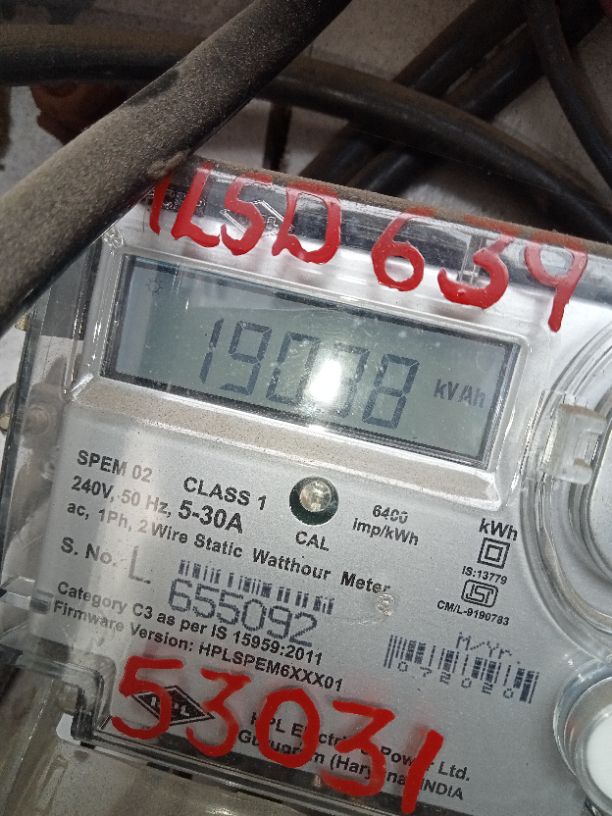 1LSD 639
19038 kVAh
SPEM 02
240V, 50 Hz, 5-30A
CLASS 1
ac, 1Ph, 2 Wire Static Watthour Meter
CAL
6400
imp/kWh
kWh
IS:13779
CM/L-9190783
S. No. L.
655092
Category C3 as per IS 15959:2011
Firmware Version: HPLSPEM6XXX01
M/Yr.
072020
53031
HPL Electric Power Ltd.
Gurugram (Haryana) INDIA